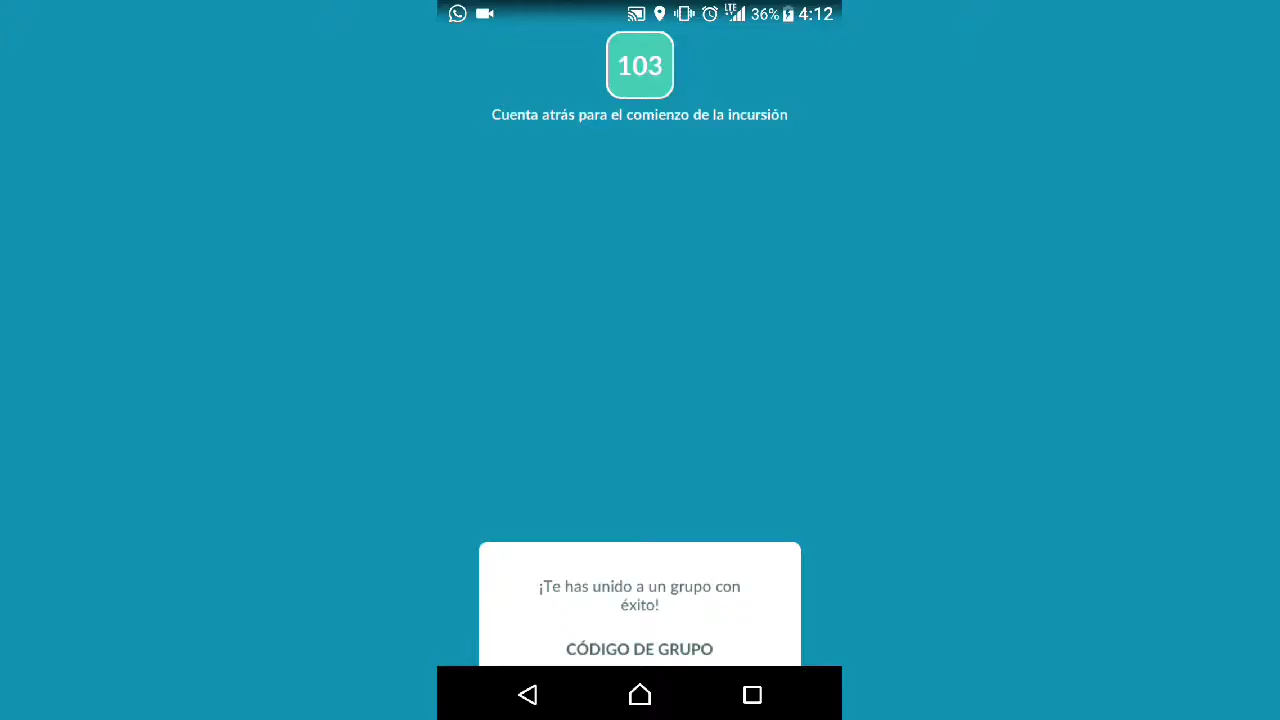 LTE
36%
4:12
103
Cuenta atrás para el comienzo de la incursión
¡Te has unido a un grupo con
éxito!
CÓDIGO DE GRUPO